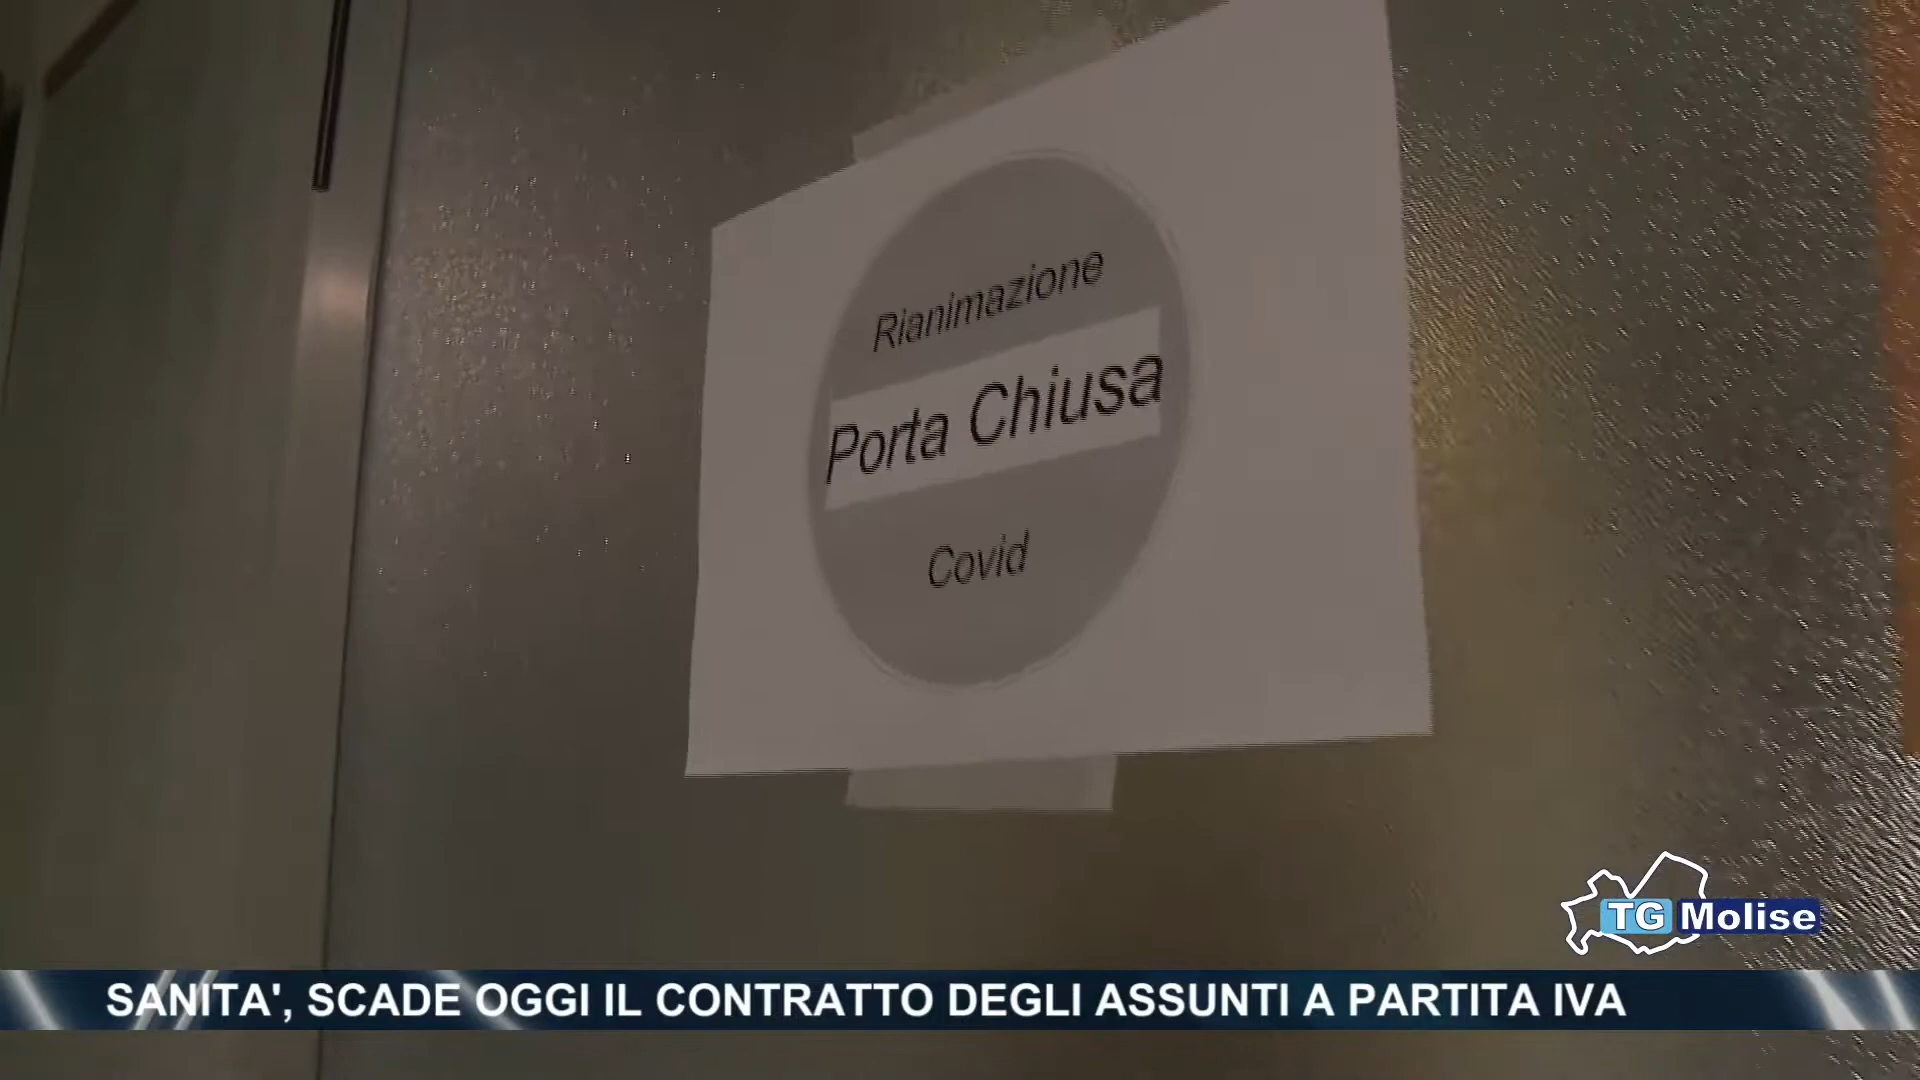 Rianimazione
Porta Chiusa
Covid
TG Molise
SANITA', SCADE OGGI IL CONTRATTO DEGLI ASSUNTI A PARTITA IVA